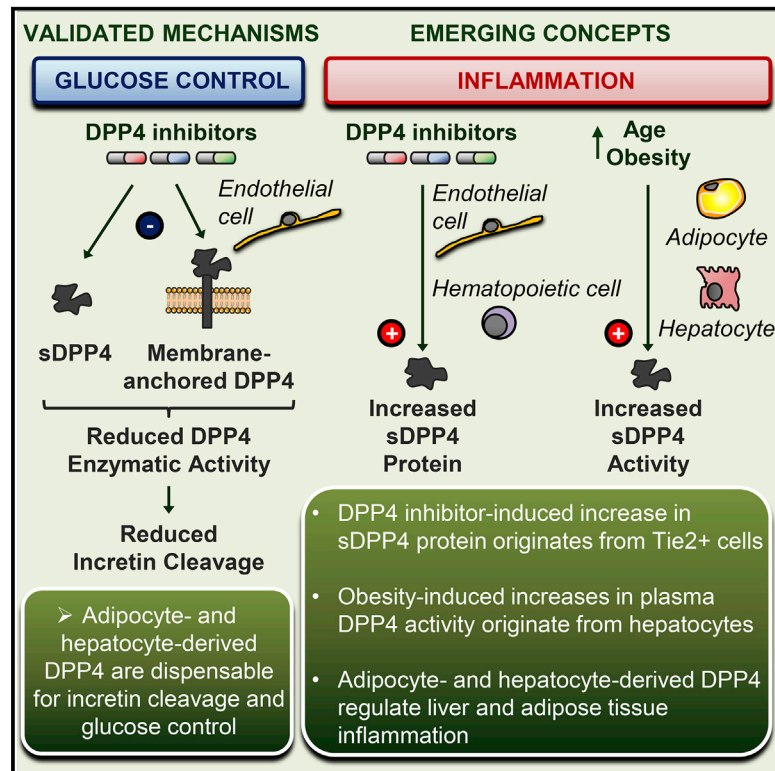 VALIDATED MECHANISMS
GLUCOSE CONTROL
DPP4 inhibitors
Endothelial
cell
-
sDPP4
Membrane-
anchored DPP4
Reduced DPP4
Enzymatic Activity
Reduced
Incretin Cleavage
➢ Adipocyte- and
hepatocyte-derived
DPP4 are dispensable
for incretin cleavage and
glucose control
EMERGING CONCEPTS
INFLAMMATION
DPP4 inhibitors
Endothelial
cell
Hematopoietic cell
+
Increased
sDPP4
Protein
↑ Age
Obesity
Adipocyte
Hepatocyte
+
Increased
sDPP4
Activity
• DPP4 inhibitor-induced increase in
sDPP4 protein originates from Tie2+ cells
• Obesity-induced increases in plasma
DPP4 activity originate from hepatocytes
• Adipocyte- and hepatocyte-derived DPP4
regulate liver and adipose tissue
inflammation